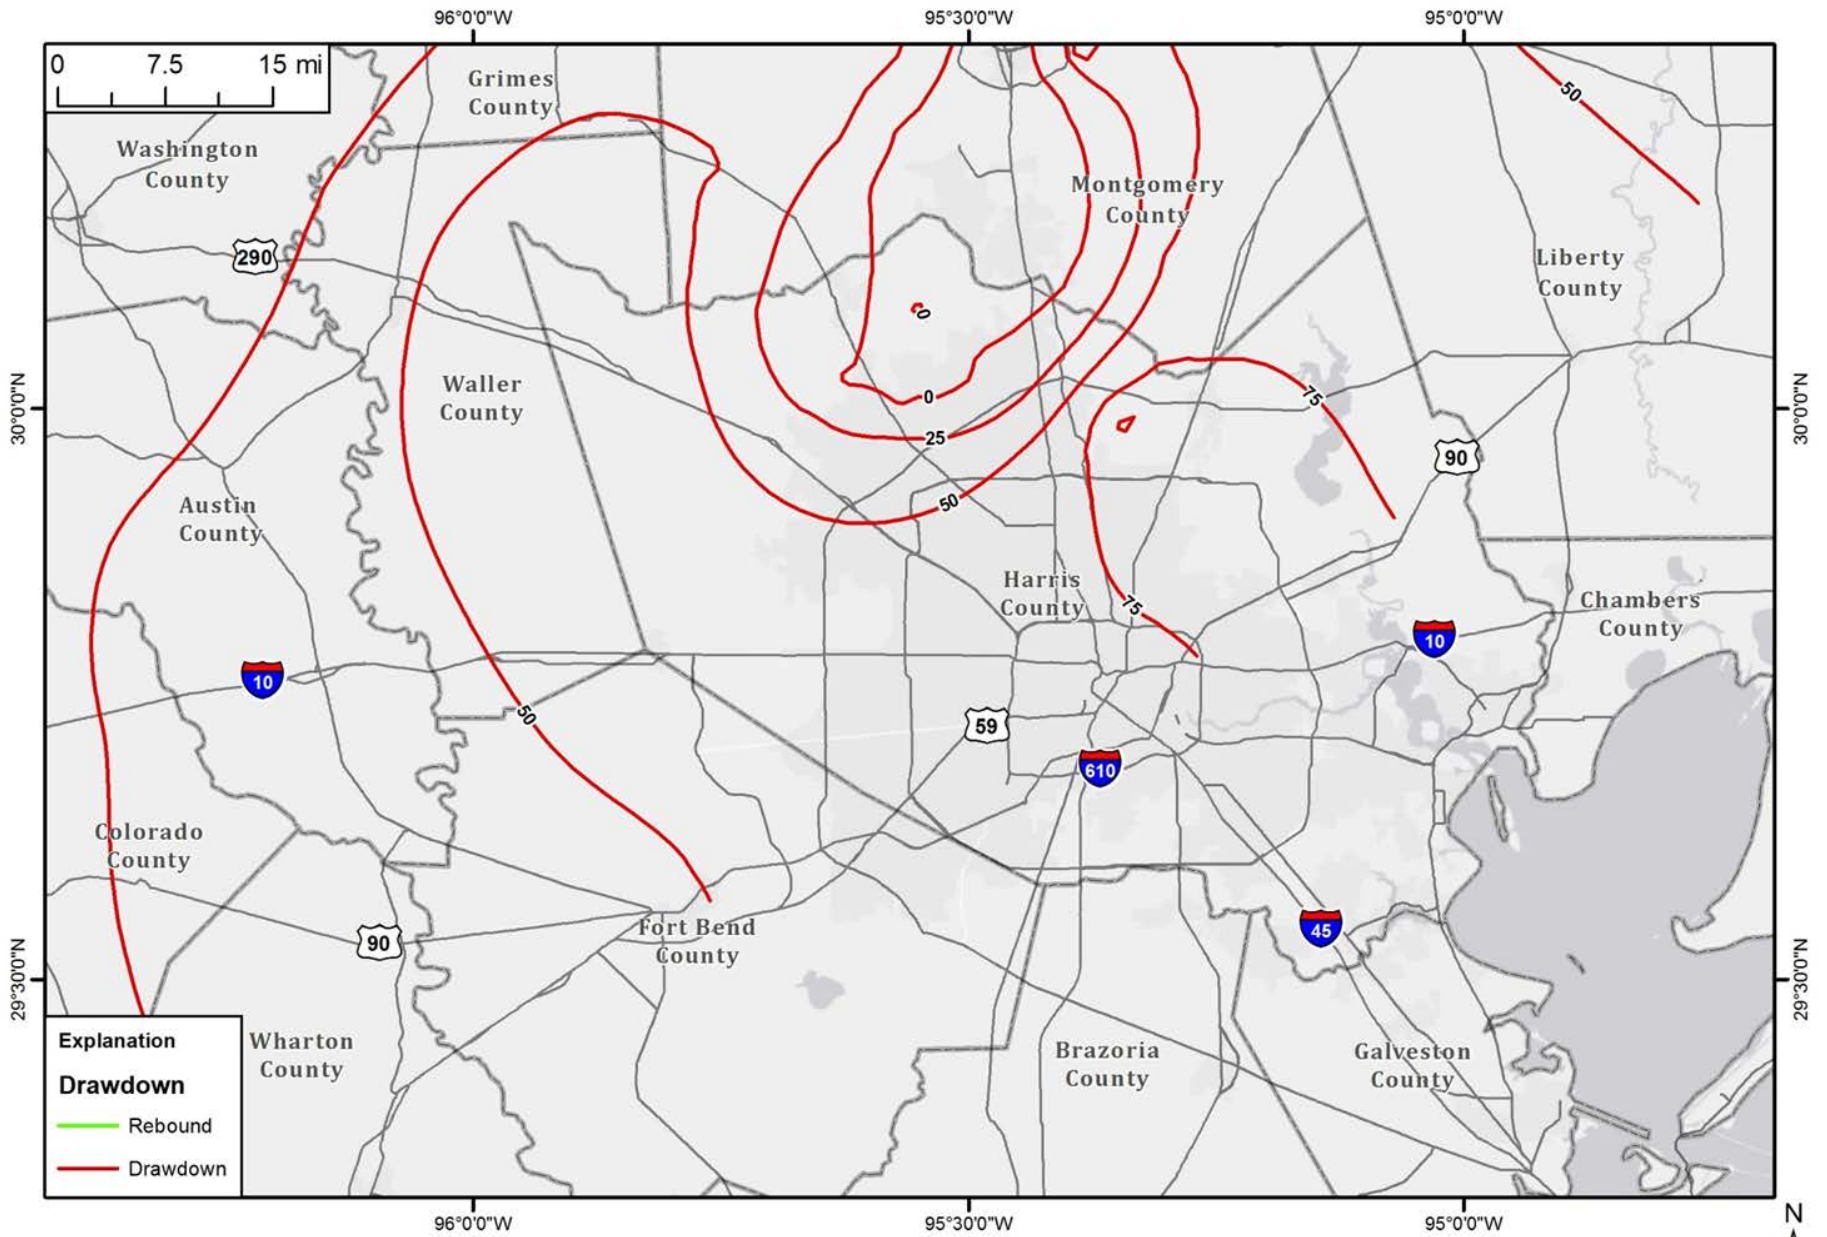 96°0'0"W
95°30'0"W
95°0'0"W
0
7.5
15 mi
Grimes
County
50
Washington
County
Montgomery
County
290
Liberty
County
0
Waller
County
30°0'0"N
0
75
30°0'0"N
25
90
Austin
County
50
Harris
County
75
Chambers
County
10
10
50
59
610
Colorado
County
90
Fort Bend
County
45
29°30'0"N
29°30'0"N
Explanation
Drawdown
Rebound
Drawdown
Wharton
County
Brazoria
County
Galveston
County
96°0'0"W
95°30'0"W
95°0'0"W
N